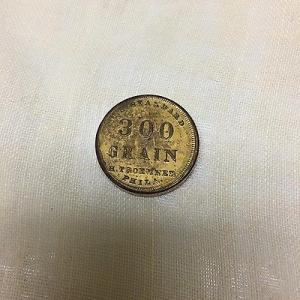 STANDARD
300
GRAIN
H. TROEMNER
PHILA.